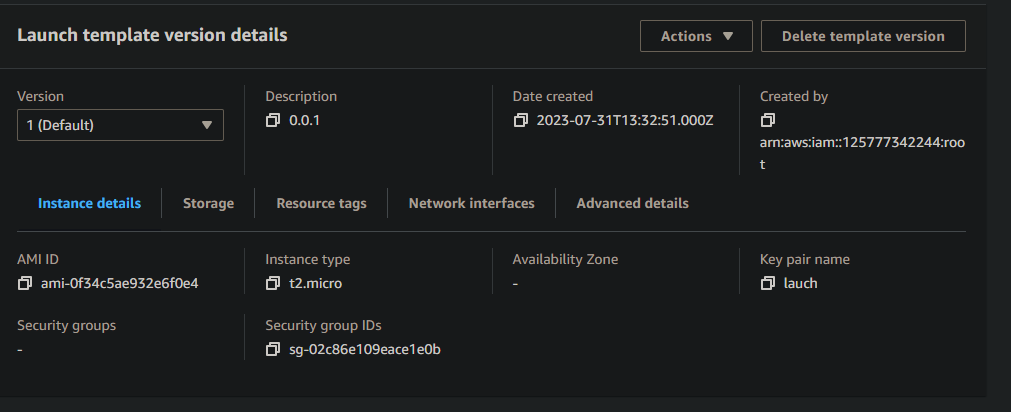 Launch template version details
Actions
Delete template version
Version
Description
Date created
Created by
1 (Default)
0.0.1
2023-07-31T13:32:51.000Z
arn:aws:iam::125777342244:roo
t
Instance details
Storage
Resource tags
Network interfaces
Advanced details
AMI ID
Instance type
Availability Zone
Key pair name
ami-0f34c5ae932e6f0e4
t2.micro
-
lauch
Security groups
Security group IDs
-
sg-02c86e109eace1e0b